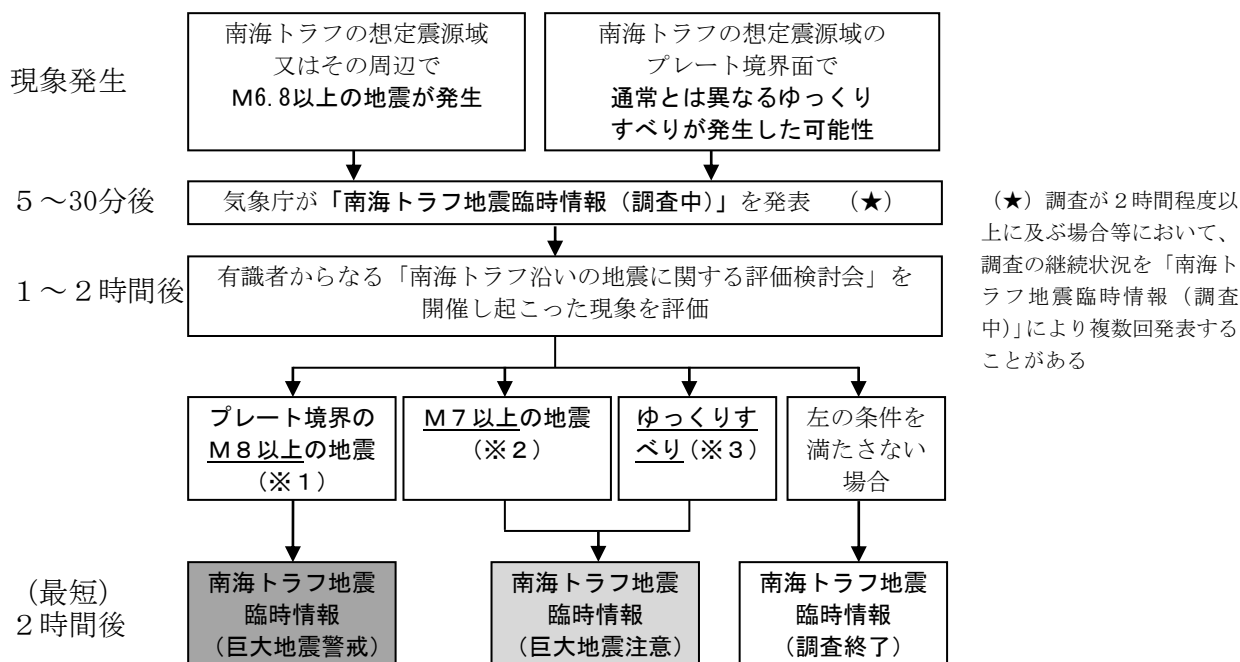 現象発生
南海トラフの想定震源域
又はその周辺で
M6.8以上の地震が発生
南海トラフの想定震源域の
プレート境界面で
通常とは異なるゆっくり
すべりが発生した可能性
5~30分後
気象庁が「南海トラフ地震臨時情報(調査中)」を発表 (★)
(★)調査が2時間程度以
上に及ぶ場合等において、
調査の継続状況を「南海ト
ラフ地震臨時情報(調査
中)」により複数回発表する
ことがある
1~2時間後
有識者からなる「南海トラフ沿いの地震に関する評価検討会」を
開催し起こった現象を評価
プレート境界の
M8以上の地震
(※1)
M7以上の地震
(※2)
ゆっくりす
べり(※3)
左の条件を
満たさない
場合
(最短)
2時間後
南海トラフ地震
臨時情報
(巨大地震警戒)
南海トラフ地震
臨時情報
(巨大地震注意)
南海トラフ地震
臨時情報
(調査終了)